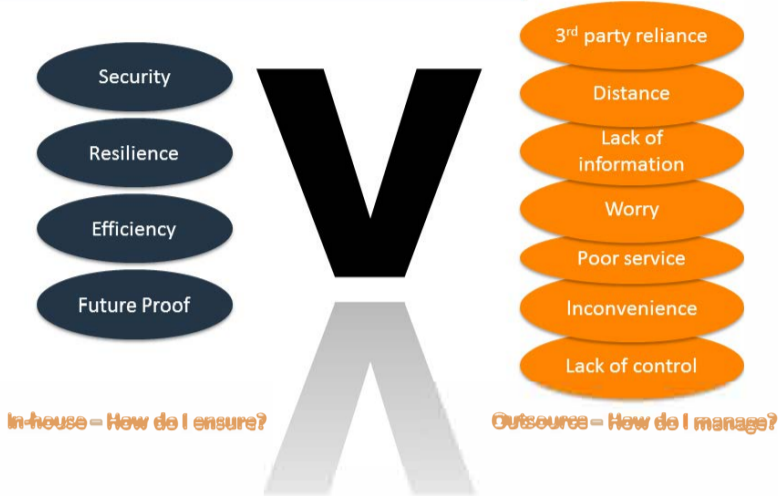 Security
Resilience
Efficiency
Future Proof
In-house – How do I ensure?
V
3rd party reliance
Distance
Lack of
information
Worry
Poor service
Inconvenience
Lack of control
Outsource – How do I manage?